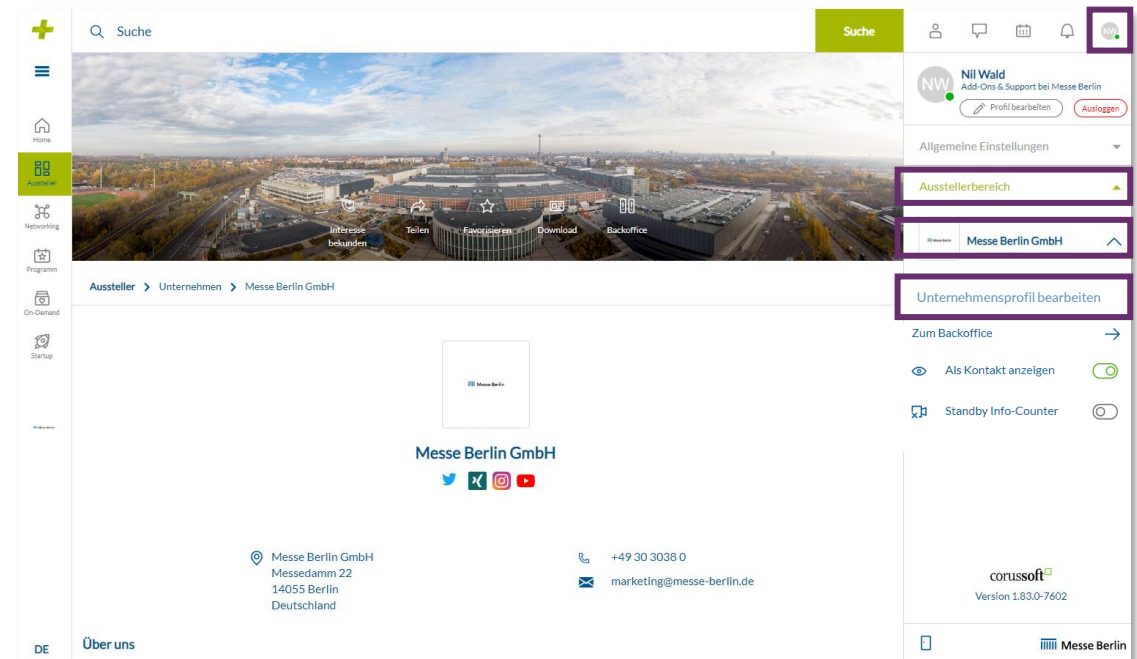 Suche
Suche
NW
Home
Aussteller
Networking
Programm
On-Demand
Startup
DE
Interesse bekunden
Teilen
Favorisieren
Download
Backoffice
Aussteller > Unternehmen > Messe Berlin GmbH
Messe Berlin
Messe Berlin GmbH
Messe Berlin GmbH
Messedamm 22
14055 Berlin
Deutschland
+49 30 3038 0
marketing@messe-berlin.de
Über uns
NW
Nil Wald
Add-Ons & Support bei Messe Berlin
Profil bearbeiten
Ausloggen
Allgemeine Einstellungen
Ausstellerbereich
Messe Berlin GmbH
Unternehmensprofil bearbeiten
Zum Backoffice
Als Kontakt anzeigen
Standby Info-Counter
corussoft
Version 1.83.0-7602
Messe Berlin